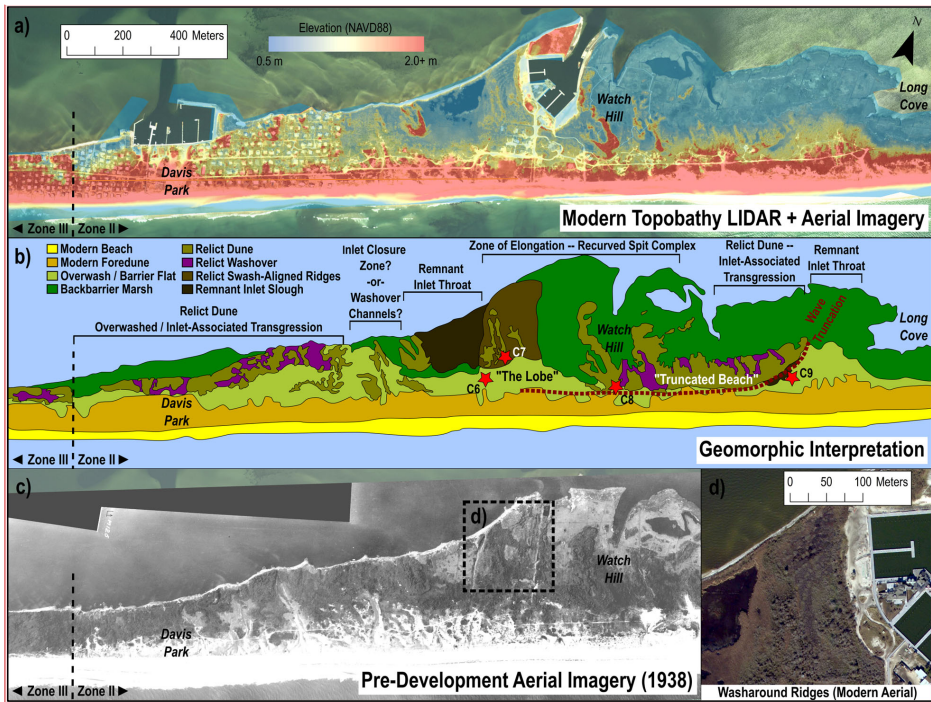 a)
0 200 400 Meters
Elevation (NAVD88)
0.5 m 2.0+ m
N
Long
Cove
Watch
Hill
Davis
Park
◄ Zone III Zone II ►
Modern Topobathy LIDAR + Aerial Imagery
b)
Modern Beach
Modern Foredune
Overwash / Barrier Flat
Backbarrier Marsh
Relict Dune
Relict Washover
Relict Swash-Aligned Ridges
Remnant Inlet Slough
Inlet Closure
Zone?
-or-
Washover
Channels?
Remnant
Inlet Throat
Zone of Elongation -- Recurved Spit Complex
Relict Dune --
Inlet-Associated
Transgression
Remnant
Inlet Throat
Relict Dune
Overwashed / Inlet-Associated Transgression
Wave
Truncation
Long
Cove
Watch
Hill
C7
"The Lobe"
C6
"Truncated Beach"
C8
C9
Davis
Park
◄ Zone III Zone II ►
Geomorphic Interpretation
c)
d)
Watch
Hill
Davis
Park
◄ Zone III Zone II ►
Pre-Development Aerial Imagery (1938)
d)
0 50 100
Meters
Washaround Ridges (Modern Aerial)